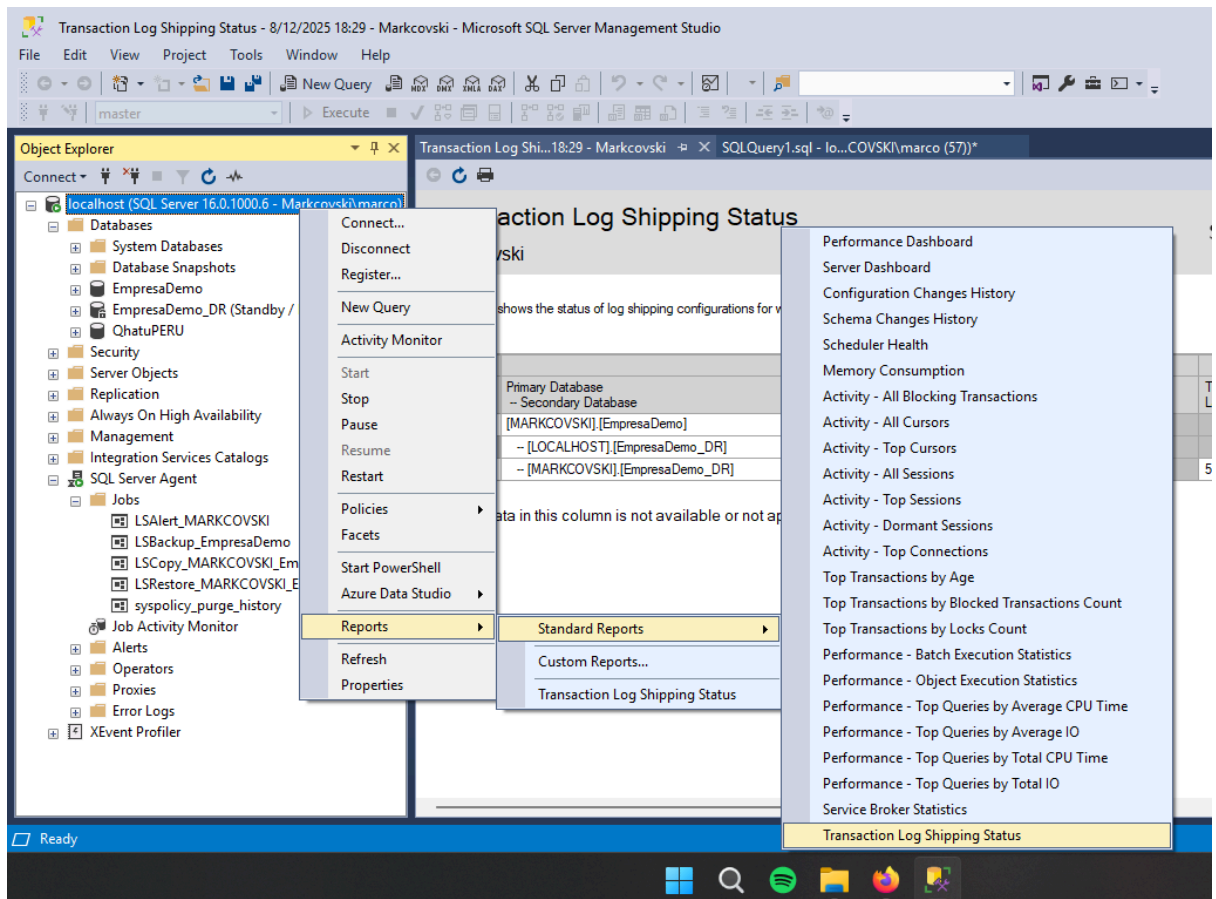 Transaction Log Shipping Status - 8/12/2025 18:29 - Markcovski - Microsoft SQL Server Management Studio
File Edit View Project Tools Window Help
New Query MDX DMX XMLA DAX
master Execute
Object Explorer
Connect
localhost (SQL Server 16.0.1000.6 - Markcovski\marco)
Databases
System Databases
Database Snapshots
EmpresaDemo
EmpresaDemo_DR (Standby /
QhatuPERU
Security
Server Objects
Replication
Always On High Availability
Management
Integration Services Catalogs
SQL Server Agent
Jobs
LSAlert_MARKCOVSKI
LSBackup_EmpresaDemo
LSCopy_MARKCOVSKI_Em
LSRestore_MARKCOVSKI_E
syspolicy_purge_history
Job Activity Monitor
Alerts
Operators
Proxies
Error Logs
XEvent Profiler
Connect...
Disconnect
Register...
New Query
Activity Monitor
Start
Stop
Pause
Resume
Restart
Policies
Facets
Start PowerShell
Azure Data Studio
Reports
Refresh
Properties
Standard Reports
Custom Reports...
Transaction Log Shipping Status
Transaction Log Shi...18:29 - Markcovski
SQLQuery1.sql - lo...COVSKI\marco (57))*
action Log Shipping Status
vski
shows the status of log shipping configurations for w
Primary Database
-- Secondary Database
[MARKCOVSKI].[EmpresaDemo]
-- [LOCALHOST].[EmpresaDemo_DR]
-- [MARKCOVSKI].[EmpresaDemo_DR]
ata in this column is not available or not ap
Performance Dashboard
Server Dashboard
Configuration Changes History
Schema Changes History
Scheduler Health
Memory Consumption
Activity - All Blocking Transactions
Activity - All Cursors
Activity - Top Cursors
Activity - All Sessions
Activity - Top Sessions
Activity - Dormant Sessions
Activity - Top Connections
Top Transactions by Age
Top Transactions by Blocked Transactions Count
Top Transactions by Locks Count
Performance - Batch Execution Statistics
Performance - Object Execution Statistics
Performance - Top Queries by Average CPU Time
Performance - Top Queries by Average IO
Performance - Top Queries by Total CPU Time
Performance - Top Queries by Total IO
Service Broker Statistics
Transaction Log Shipping Status
T
L
5
Ready